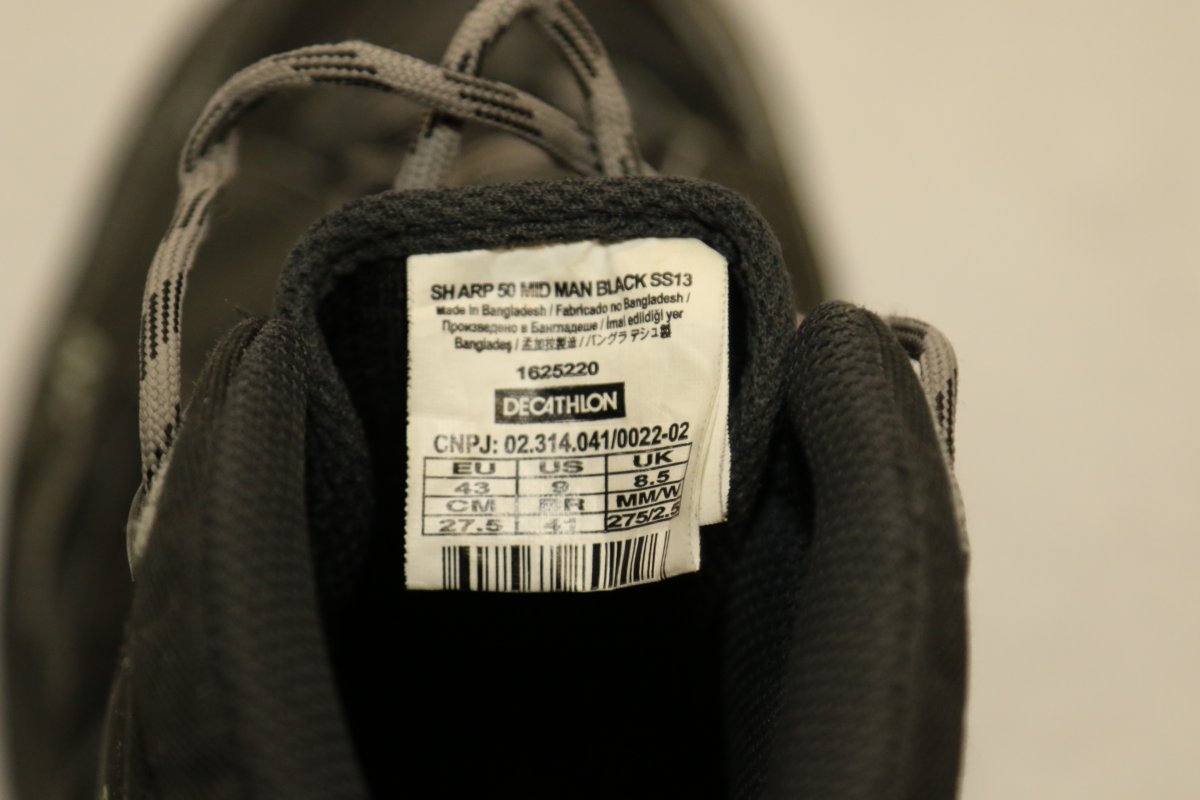 SHARP 50 MID MAN BLACK SS13
Made in Bangladesh / Fabricado no Bangladesh /
Произведено в Бангладеше / İmal edildiği yer
Bangladeş / 孟加拉製造 / バングラデシュ製
1625220
DECATHLON
CNPJ: 02.314.041/0022-02
EU US UK
43 9 8.5
CM BR MM/W
27.5 41 275/2.5